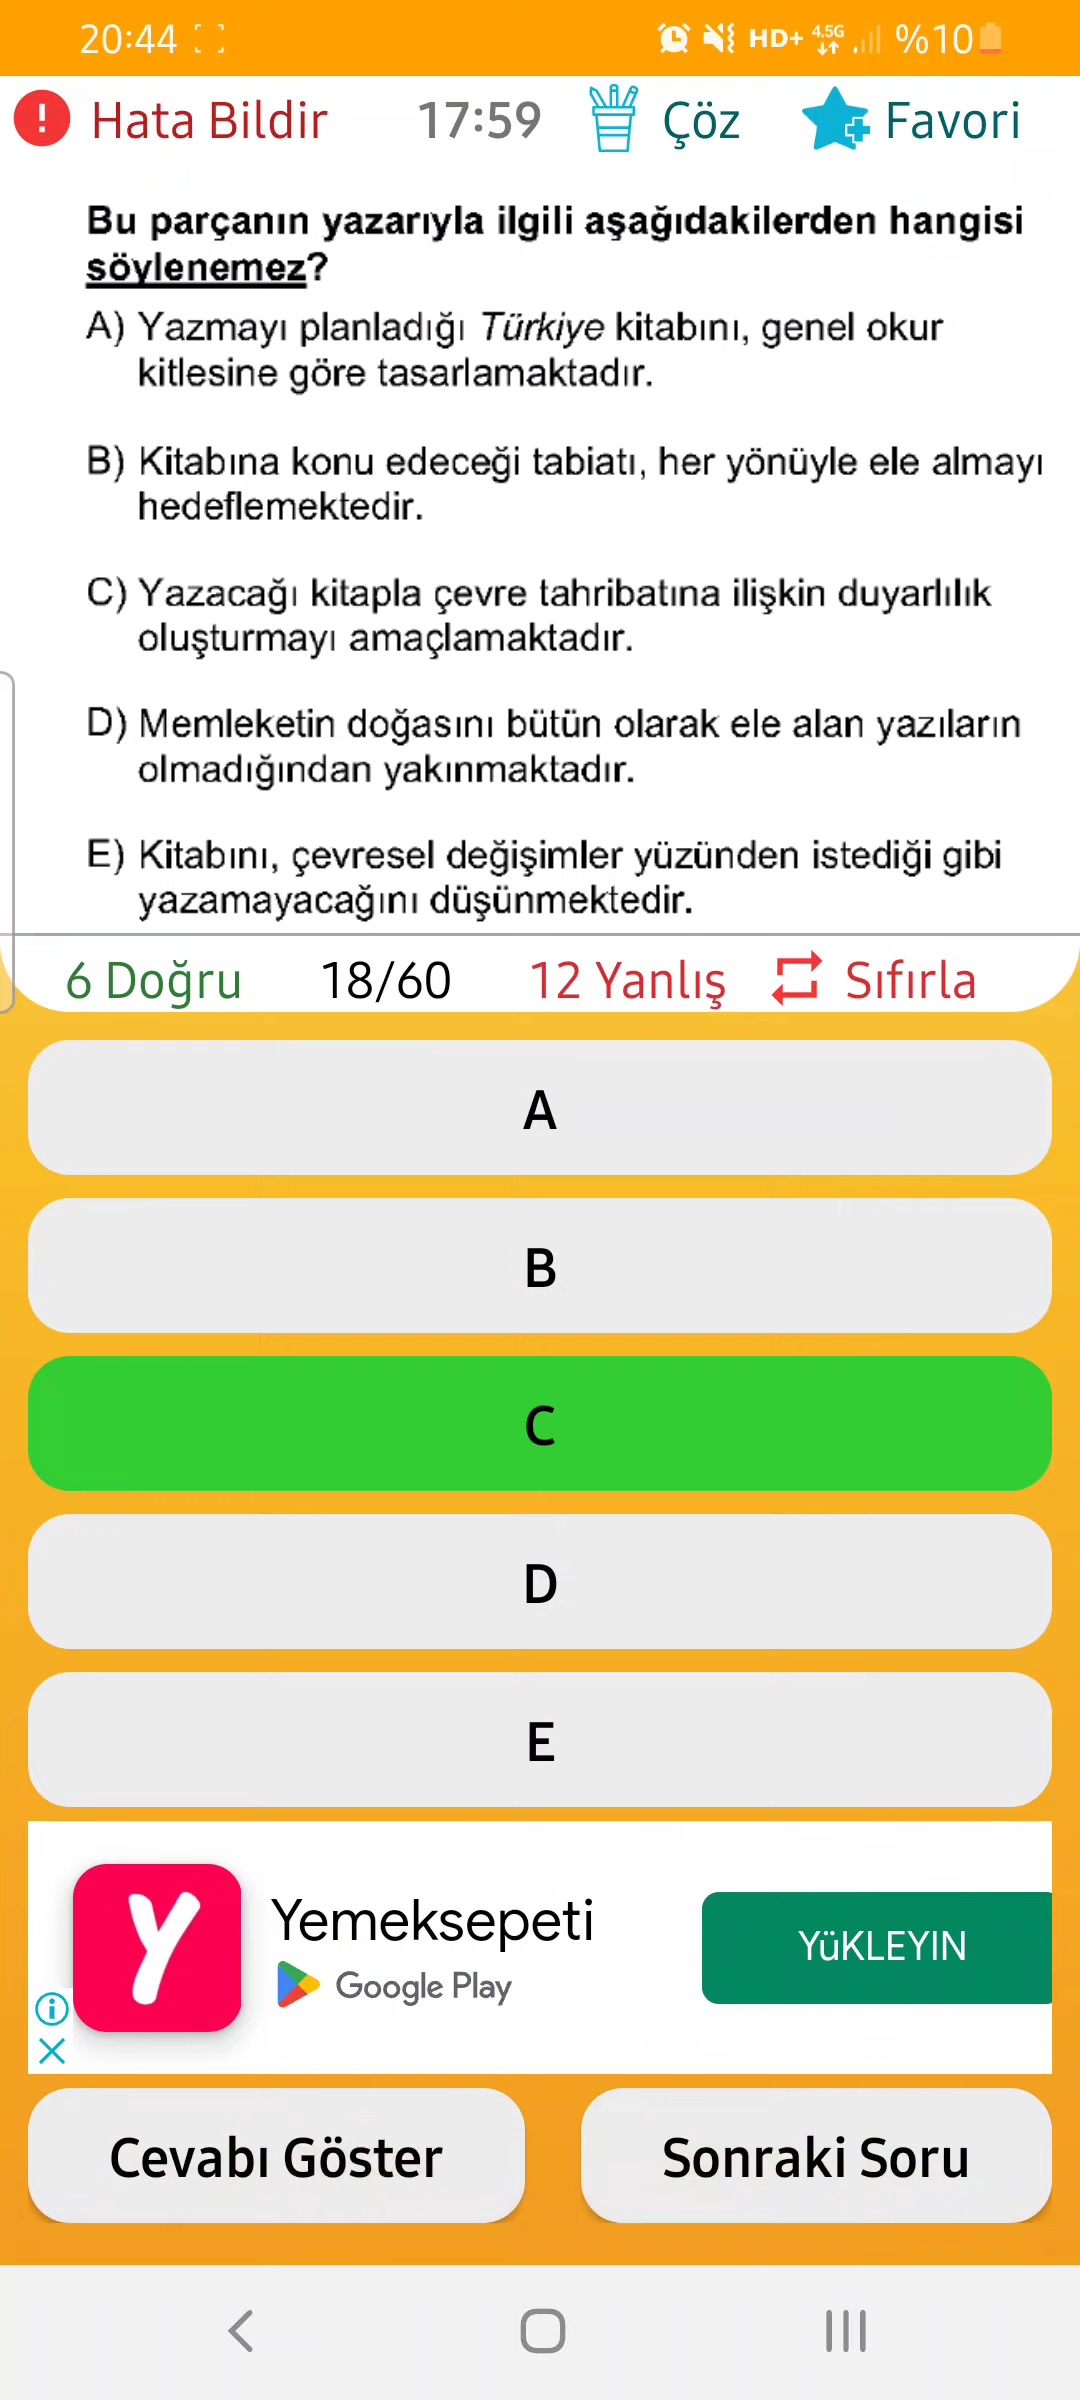 20:44 HD+ 4.5G %10
! Hata Bildir 17:59 Çöz Favori
Bu parçanın yazarıyla ilgili aşağıdakilerden hangisi
söylenemez?
A) Yazmayı planladığı Türkiye kitabını, genel okur
kitlesine göre tasarlamaktadır.
B) Kitabına konu edeceği tabiatı, her yönüyle ele almayı
hedeflemektedir.
C) Yazacağı kitapla çevre tahribatına ilişkin duyarlılık
oluşturmayı amaçlamaktadır.
D) Memleketin doğasını bütün olarak ele alan yazıların
olmadığından yakınmaktadır.
E) Kitabını, çevresel değişimler yüzünden istediği gibi
yazamayacağını düşünmektedir.
6 Doğru 18/60 12 Yanlış Sıfırla
A
B
C
D
E
Y
Yemeksepeti
Google Play
YüKLEYIN
Cevabı Göster Sonraki Soru